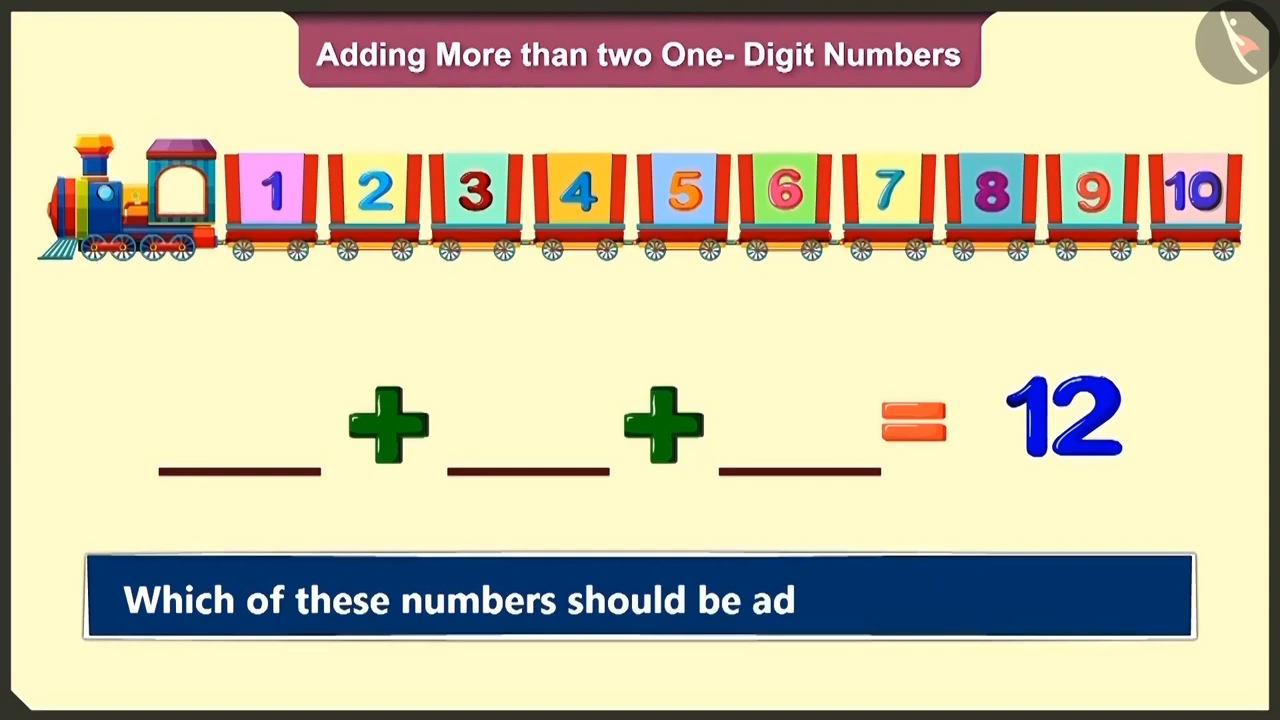 Adding More than two One- Digit Numbers
1 2 3 4 5 6 7 8 9 10
+ + = 12
Which of these numbers should be ad